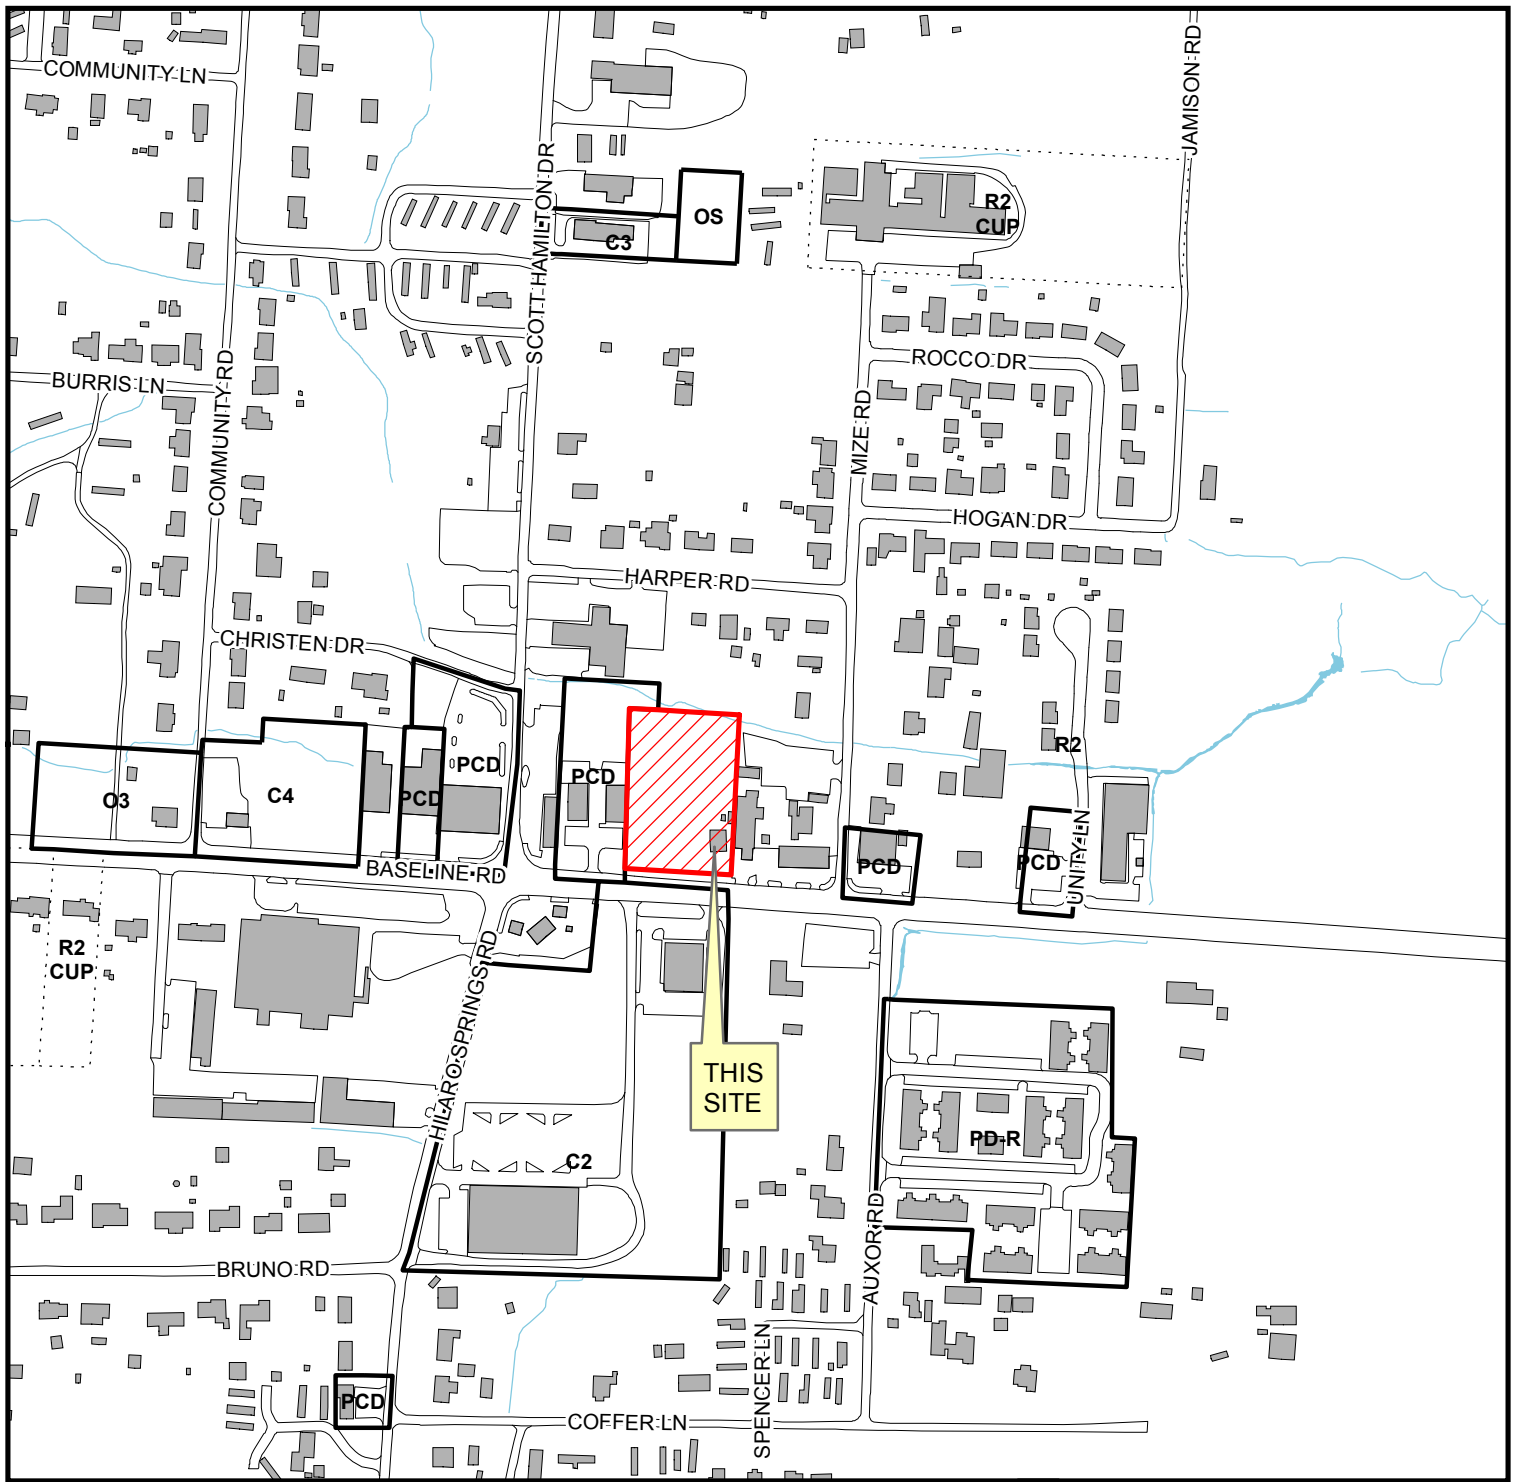 COMMUNITY LN
JAMISON RD
SCOTT HAMILTON DR
OS
R2
CUP
C3
COMMUNITY RD
BURRIS LN
ROCCO DR
MIZE RD
HOGAN DR
HARPER RD
CHRISTEN DR
R2
PCD
PCD
C4
O3
PCD
PCD
PCD
UNITY LN
BASELINE RD
R2
CUP
HILARO SPRINGS RD
THIS
SITE
PD-R
C2
AUXOR RD
BRUNO RD
SPENCER LN
PCD
COFFER LN